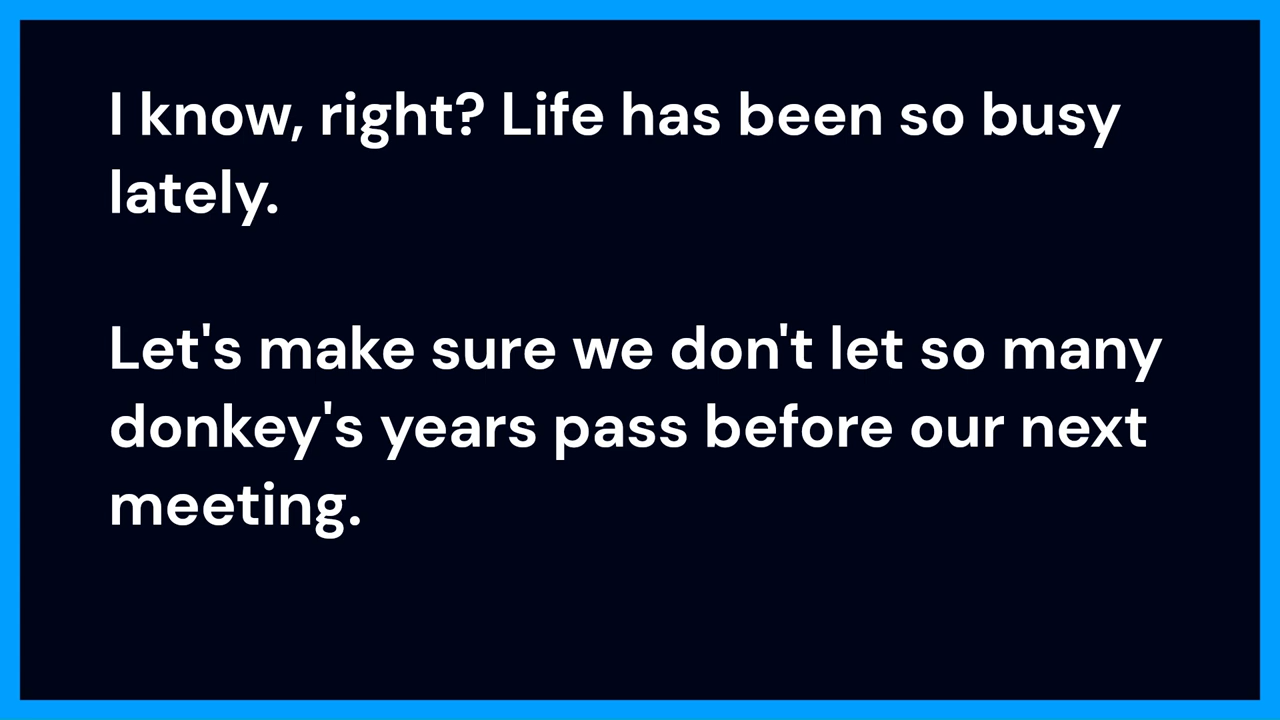 I know, right? Life has been so busy
lately.
Let's make sure we don't let so many
donkey's years pass before our next
meeting.